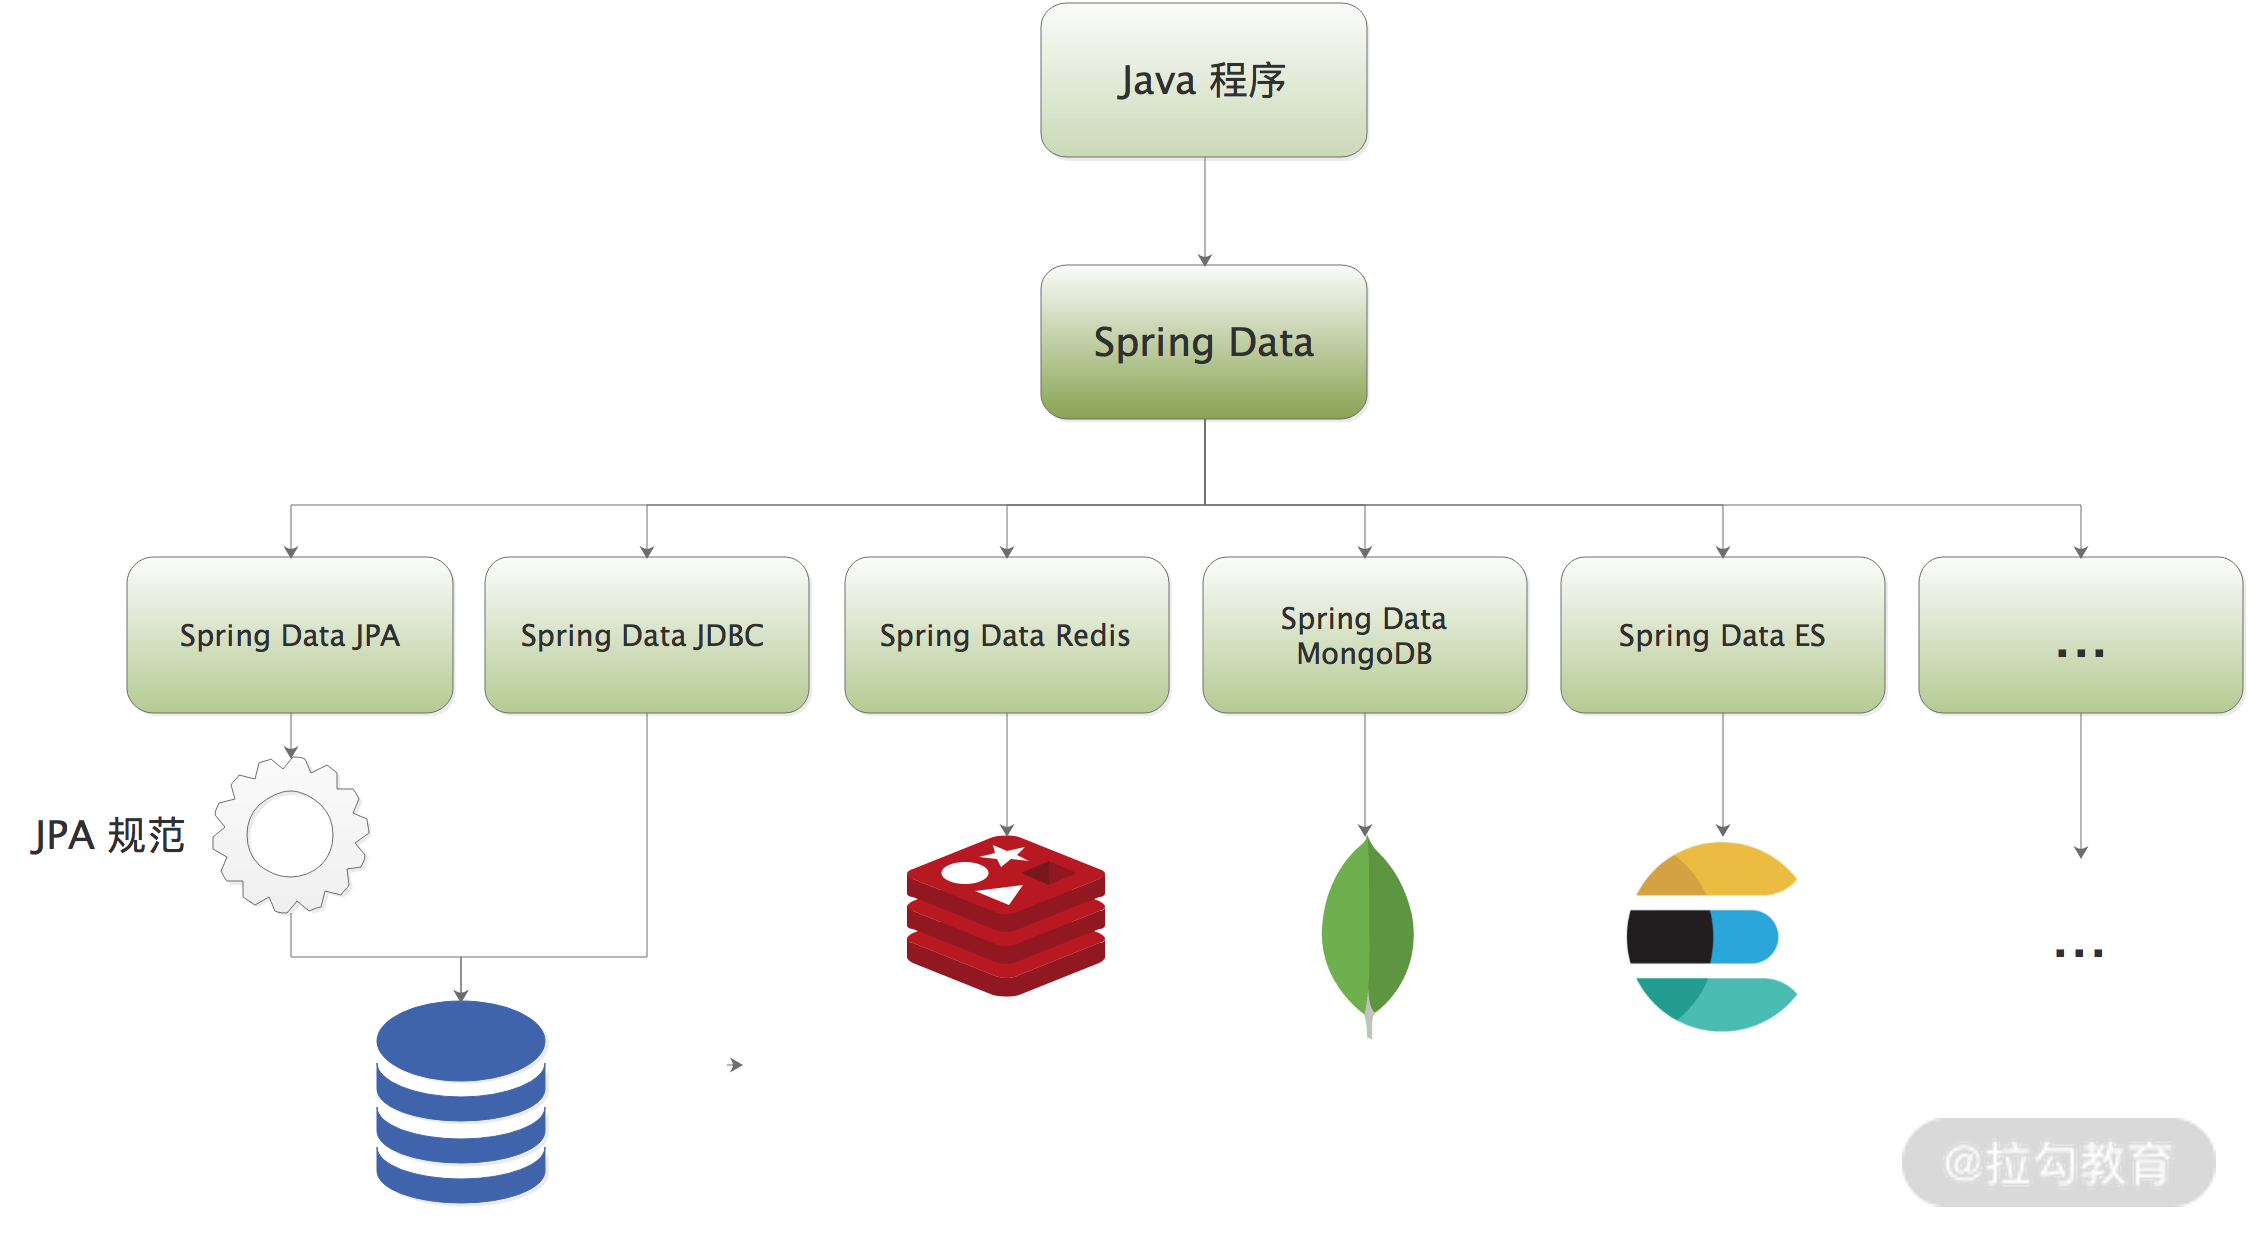 Java 程序
Spring Data
Spring Data JPA
Spring Data JDBC
Spring Data Redis
Spring Data
MongoDB
Spring Data ES
...
JPA 规范
...
@拉勾教育